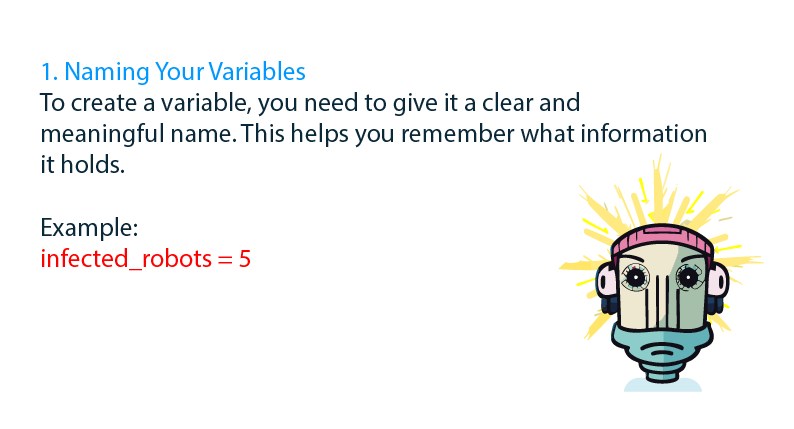 1. Naming Your Variables
To create a variable, you need to give it a clear and
meaningful name. This helps you remember what information
it holds.
Example:
infected_robots = 5